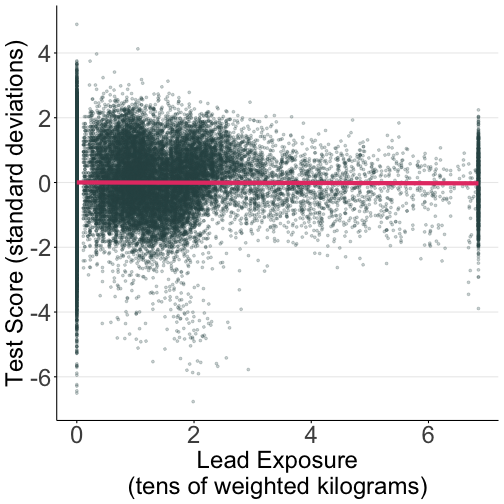 Test Score (standard deviations)
4
2
0
-2
-4
-6
0 2 4 6
Lead Exposure
(tens of weighted kilograms)